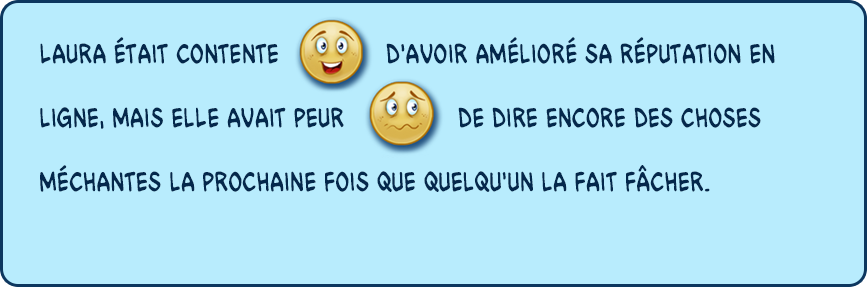 LAURA ÉTAIT CONTENTE D'AVOIR AMÉLIORÉ SA RÉPUTATION EN
LIGNE, MAIS ELLE AVAIT PEUR DE DIRE ENCORE DES CHOSES
MÉCHANTES LA PROCHAINE FOIS QUE QUELQU'UN LA FAIT FÂCHER.